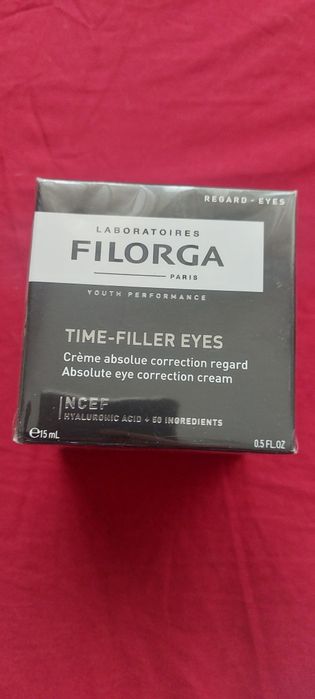 REGARD - EYES
LABORATOIRES
FILORGA
PARIS
YOUTH PERFORMANCE
TIME-FILLER EYES
Crème absolue correction regard
Absolute eye correction cream
NCEF
HYALURONIC ACID + 50 INGREDIENTS
℮15 mL
0.5 FL.OZ